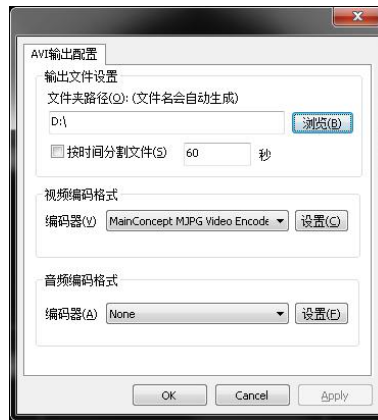 AVI输出配置
输出文件设置
文件夹路径(O): (文件名会自动生成)
D:\
浏览(B)
按时间分割文件(S) 60 秒
视频编码格式
编码器(V) MainConcept MJPG Video Encode 设置(C)
音频编码格式
编码器(A) None 设置(F)
OK Cancel Apply